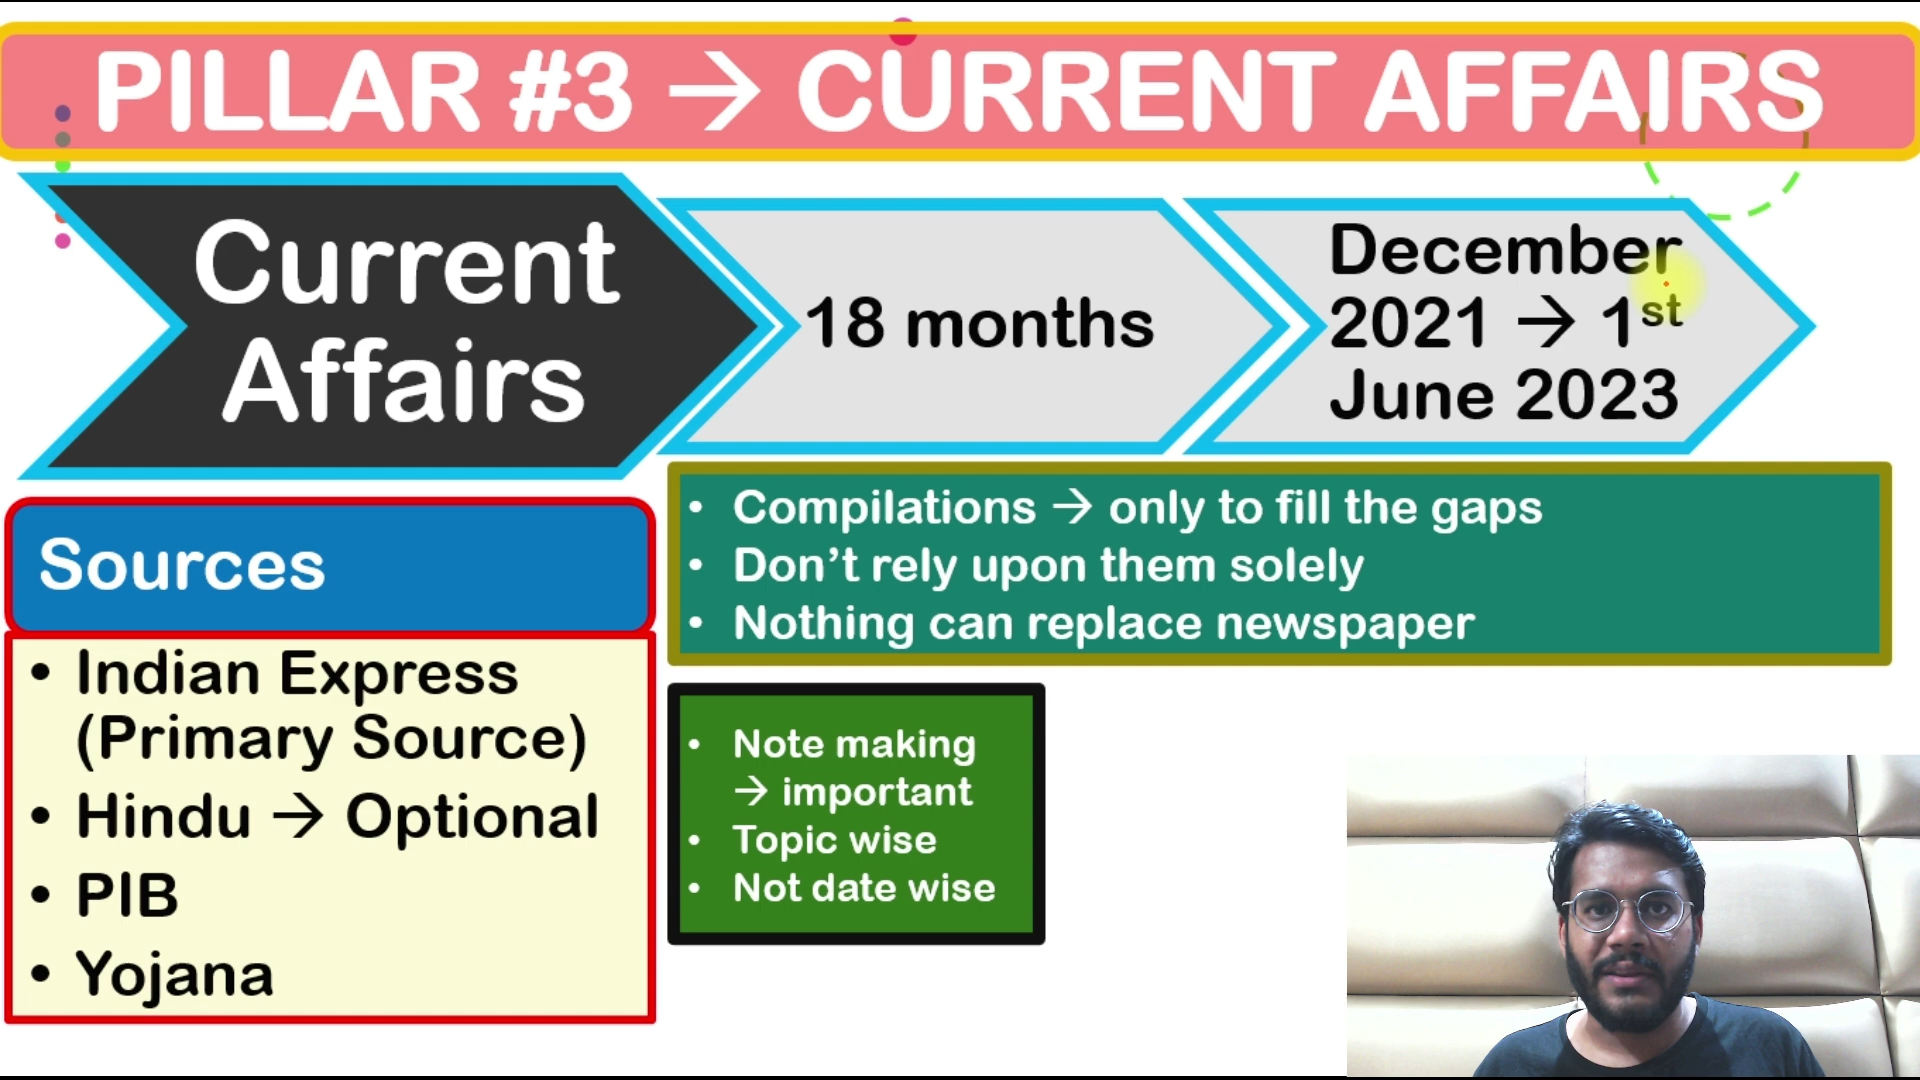 PILLAR #3 → CURRENT AFFAIRS
Current
Affairs
18 months
December
2021 → 1st
June 2023
Sources
• Indian Express
(Primary Source)
• Hindu → Optional
• PIB
• Yojana
• Compilations → only to fill the gaps
• Don’t rely upon them solely
• Nothing can replace newspaper
• Note making
→ important
• Topic wise
• Not date wise